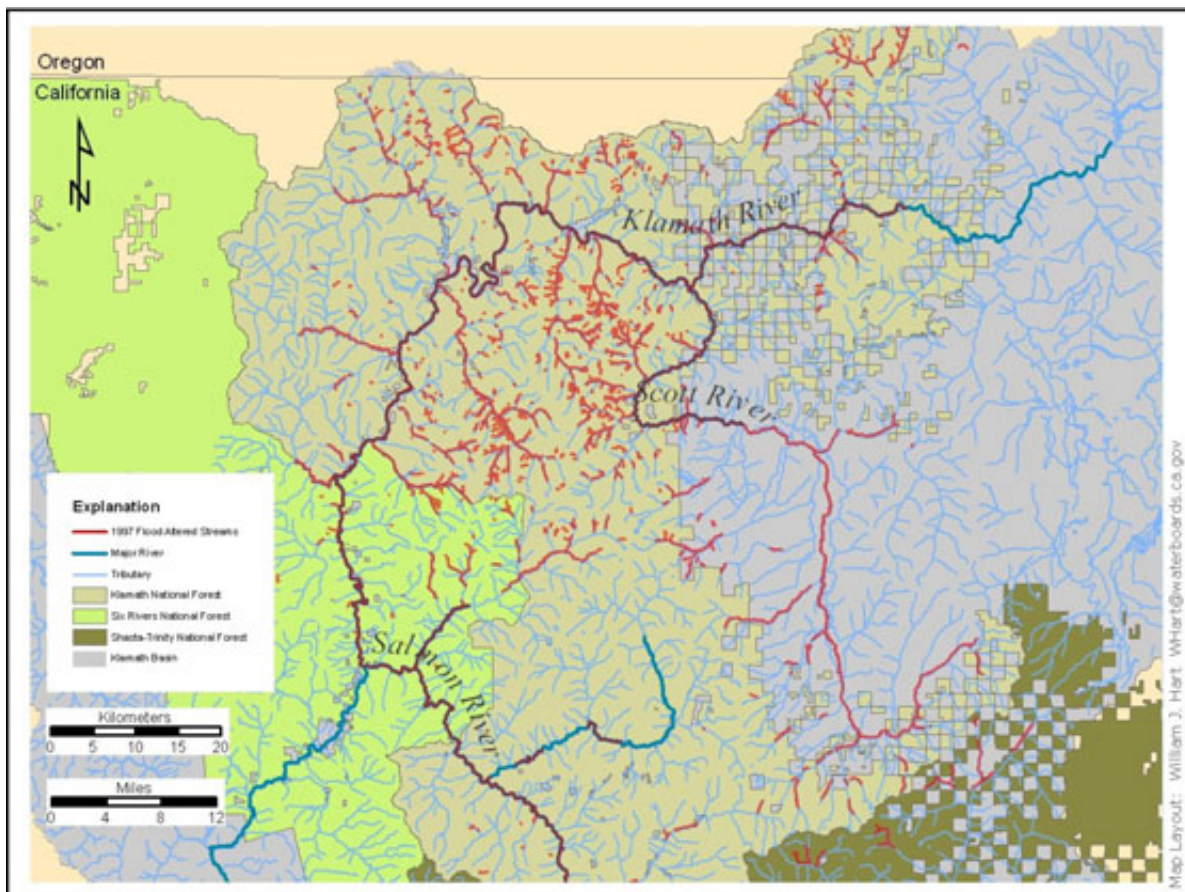 Oregon
California
N
Klamath River
Scott River
Salmon River
Explanation
1997 Flood Altered Streams
Major River
Tributary
Klamath National Forest
Six Rivers National Forest
Shasta-Trinity National Forest
Klamath Basin
Kilometers
0 5 10 15 20
Miles
0 4 8 12
Map Layout: William J. Hart WHart@waterboards.ca.gov